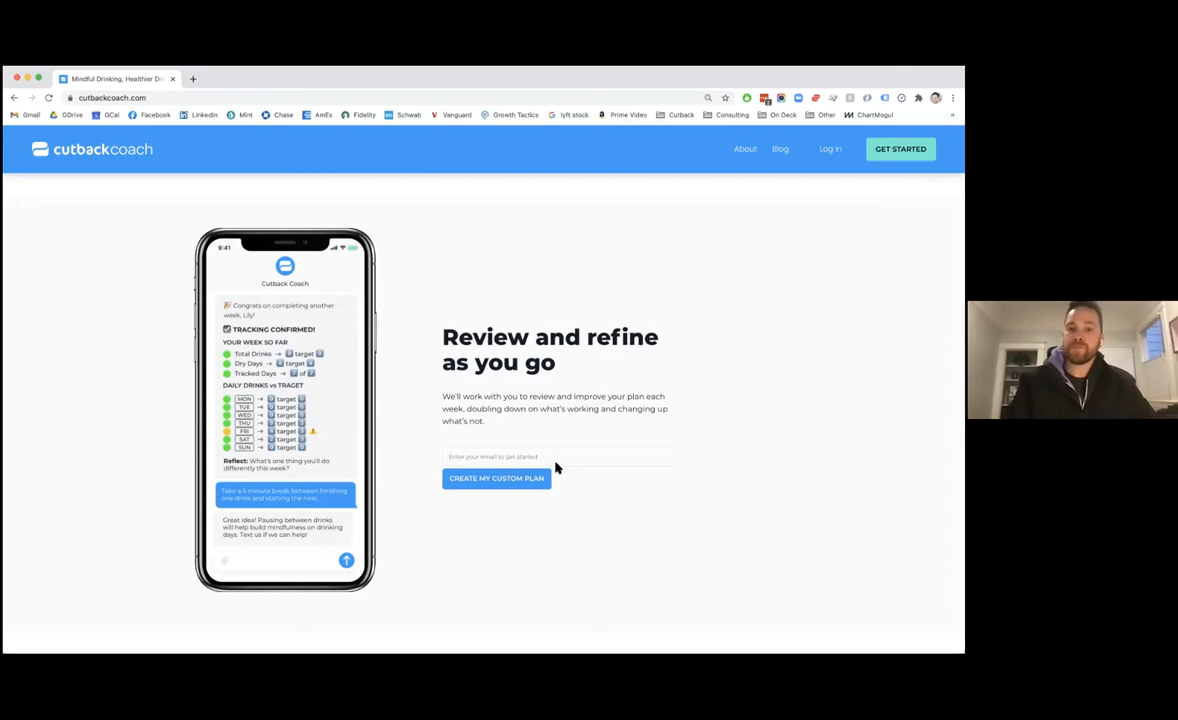 Mindful Drinking, Healthier Dri
cutbackcoach.com
Gmail GDrive GCal Facebook LinkedIn Mint Chase AmEx Fidelity Schwab Vanguard Growth Tactics lyft stock Prime Video Cutback Consulting On Deck Other ChartMogul »
cutbackcoach
About Blog Log In GET STARTED
9:41
Cutback Coach
Congrats on completing another
week, Lily!
TRACKING CONFIRMED!
YOUR WEEK SO FAR
Total Drinks → target
Dry Days → target
Tracked Days → 7 of 7
DAILY DRINKS vs TRAGET
MON → target
TUE → target
WED → target
THU → target
FRI → target
SAT → target
SUN → target
Reflect: What's one thing you'll do
differently this week?
Take a 5 minute break between finishing
one drink and starting the next.
Great idea! Pausing between drinks
will help build mindfulness on drinking
days. Text us if we can help!
Review and refine
as you go
We'll work with you to review and improve your plan each
week, doubling down on what's working and changing up
what's not.
Enter your email to get started
CREATE MY CUSTOM PLAN